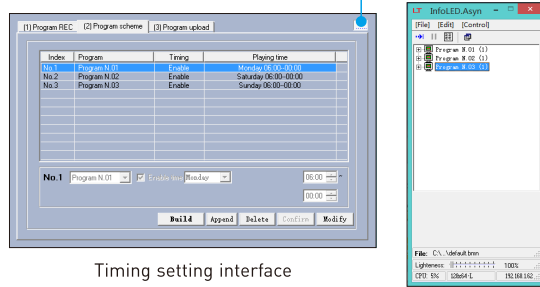 (1) Program REC (2) Program scheme (3) Program upload
Index Program Timing Playing time
No.1 Program N.01 Enable Monday 06:00-00:00
No.2 Program N.02 Enable Saturday 06:00-00:00
No.3 Program N.03 Enable Sunday 06:00-00:00
No.1 Program N.01 Enable time Monday 06:00 ^
00:00
Build Append Delete Confirm Modify
Timing setting interface
LT InfoLED.Asyn
[File] [Edit] [Control]
Program N.01 (1)
Program N.02 (1)
Program N.03 (1)
File: C:\...\default.bmn
Lighteness: 100%
CPU: 5% 128x64-L 192.168.162